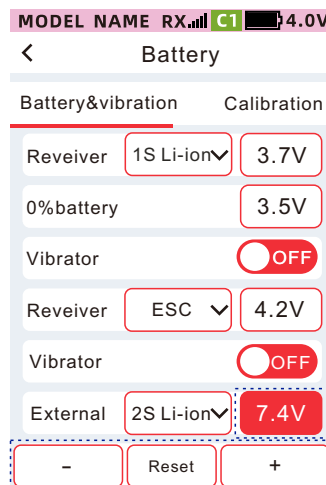 MODEL NAME RX C1 4.0V
Battery
Battery&vibration Calibration
Reveiver 1S Li-ion 3.7V
0%battery 3.5V
Vibrator OFF
Reveiver ESC 4.2V
Vibrator OFF
External 2S Li-ion 7.4V
- Reset +